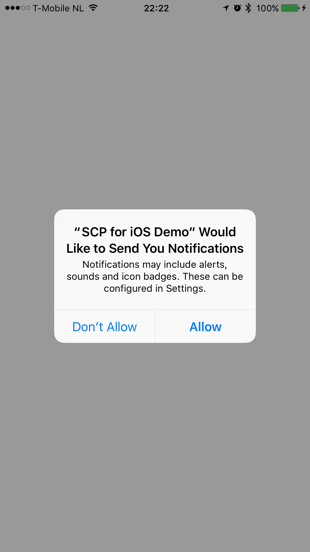 T-Mobile NL 22:22 100%
“SCP for iOS Demo” Would
Like to Send You Notifications
Notifications may include alerts,
sounds and icon badges. These can be
configured in Settings.
Don’t Allow Allow